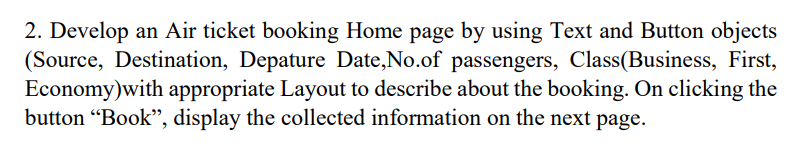 2. Develop an Air ticket booking Home page by using Text and Button objects
(Source, Destination, Depature Date,No.of passengers, Class(Business, First,
Economy)with appropriate Layout to describe about the booking. On clicking the
button “Book”, display the collected information on the next page.